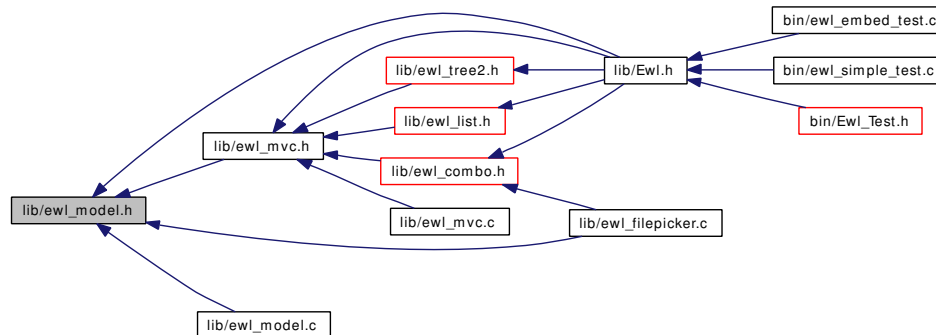 bin/ewl_embed_test.c
lib/ewl_tree2.h
lib/Ewl.h
bin/ewl_simple_test.c
lib/ewl_list.h
bin/Ewl_Test.h
lib/ewl_mvc.h
lib/ewl_combo.h
lib/ewl_model.h
lib/ewl_mvc.c
lib/ewl_filepicker.c
lib/ewl_model.c